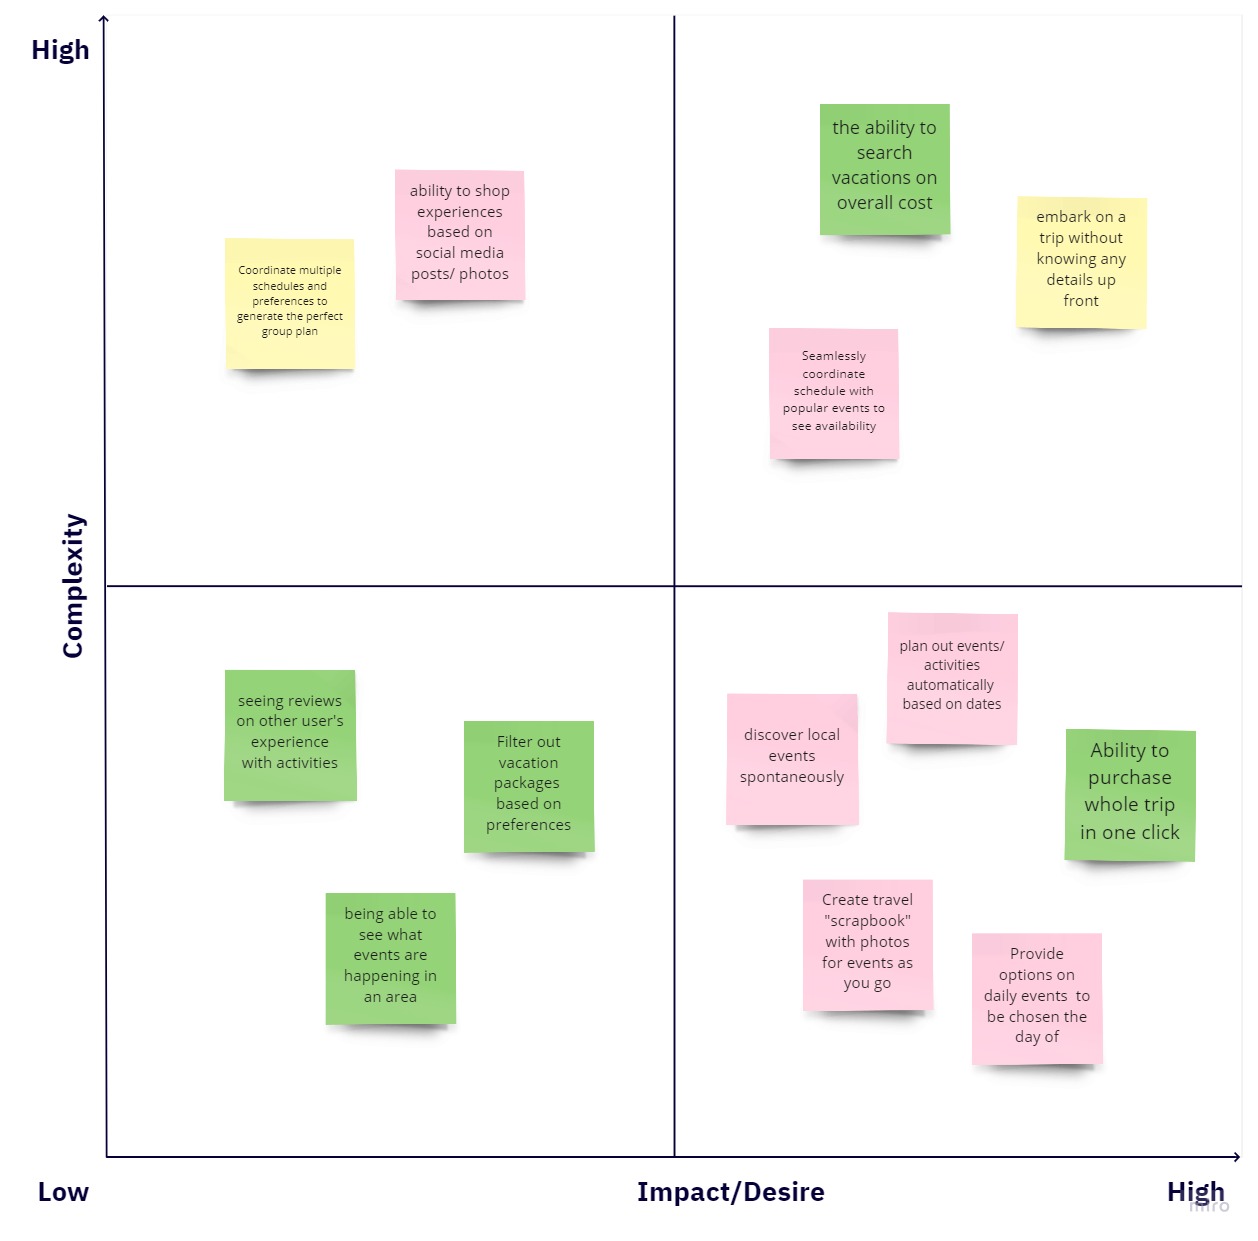 High
the ability to
search
vacations on
overall cost
ability to shop
experiences
based on
social media
posts/ photos
embark on a
trip without
knowing any
details up
front
Coordinate multiple
schedules and
preferences to
generate the perfect
group plan
Seamlessly
coordinate
schedule with
popular events to
see availability
Complexity
plan out events/
activities
automatically
based on dates
seeing reviews
on other user's
experience
with activities
Filter out
vacation
packages
based on
preferences
discover local
events
spontaneously
Ability to
purchase
whole trip
in one click
being able to
see what
events are
happening in
an area
Create travel
"scrapbook"
with photos
for events as
you go
Provide
options on
daily events to
be chosen the
day of
Low
Impact/Desire
High
miro